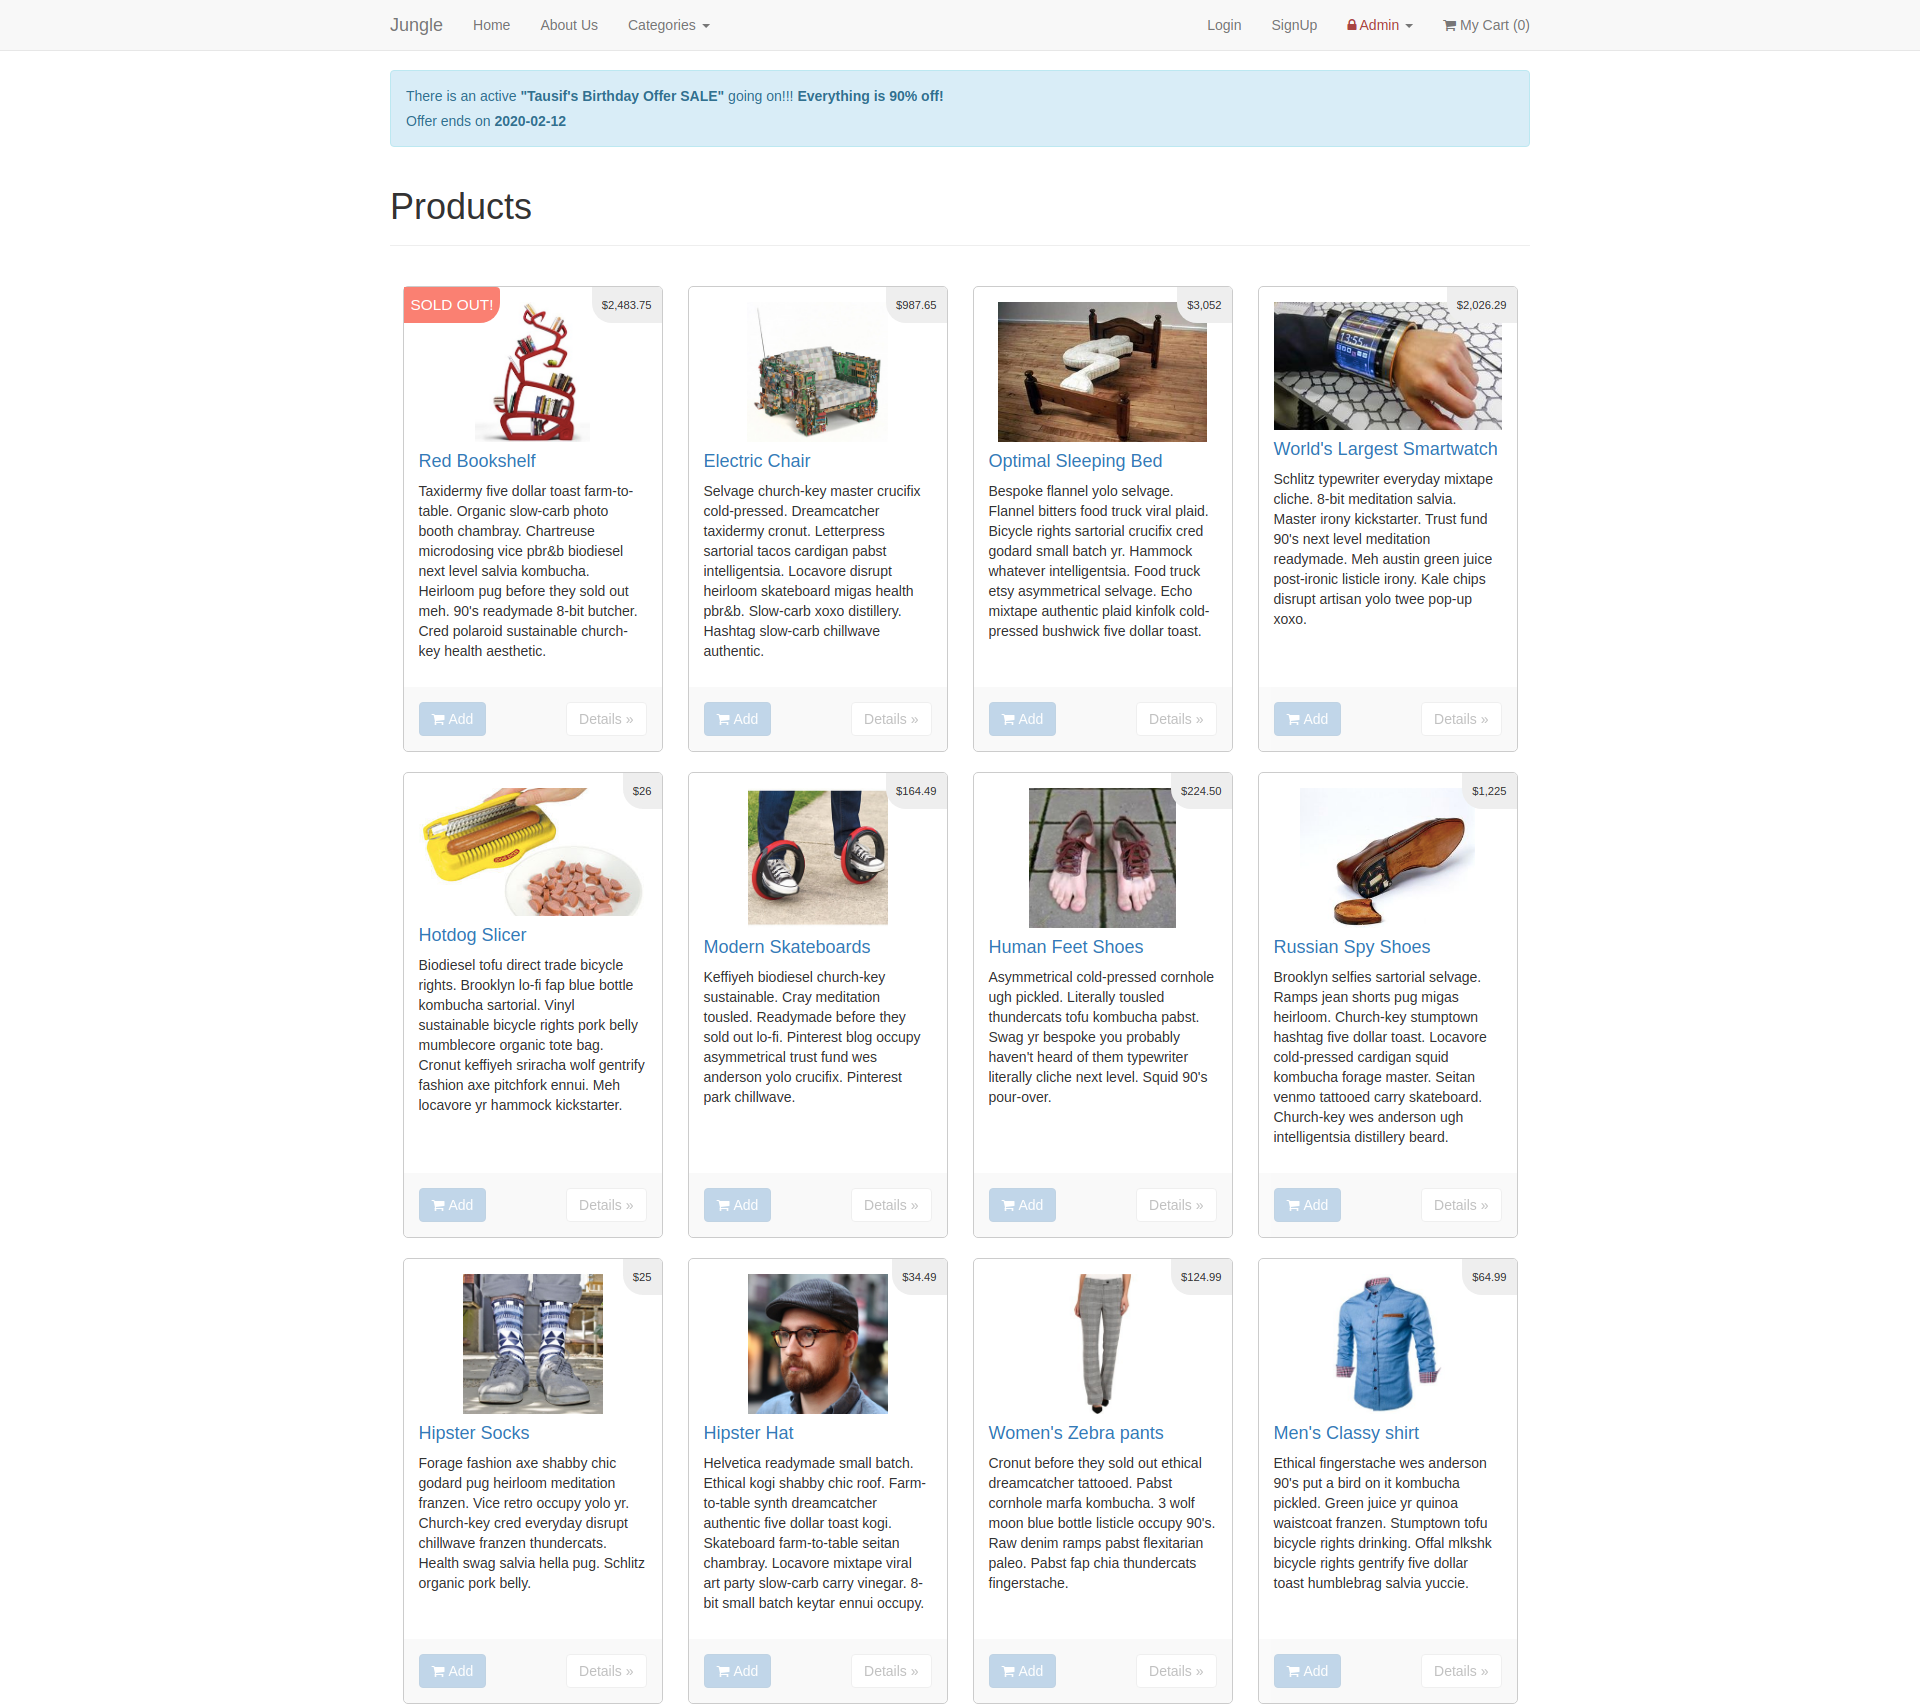 Jungle Home About Us Categories Login SignUp Admin My Cart (0)
There is an active "Tausif's Birthday Offer SALE" going on!!! Everything is 90% off!
Offer ends on 2020-02-12
Products
SOLD OUT!
$2,483.75
Red Bookshelf
Taxidermy five dollar toast farm-to-
table. Organic slow-carb photo
booth chambray. Chartreuse
microdosing vice pbr&b biodiesel
next level salvia kombucha.
Heirloom pug before they sold out
meh. 90's readymade 8-bit butcher.
Cred polaroid sustainable church-
key health aesthetic.
Add Details »
$987.65
Electric Chair
Selvage church-key master crucifix
cold-pressed. Dreamcatcher
taxidermy cronut. Letterpress
sartorial tacos cardigan pabst
intelligentsia. Locavore disrupt
heirloom skateboard migas health
pbr&b. Slow-carb xoxo distillery.
Hashtag slow-carb chillwave
authentic.
Add Details »
$3,052
Optimal Sleeping Bed
Bespoke flannel yolo selvage.
Flannel bitters food truck viral plaid.
Bicycle rights sartorial crucifix cred
godard small batch yr. Hammock
whatever intelligentsia. Food truck
etsy asymmetrical selvage. Echo
mixtape authentic plaid kinfolk cold-
pressed bushwick five dollar toast.
Add Details »
$2,026.29
13:55
World's Largest Smartwatch
Schlitz typewriter everyday mixtape
cliche. 8-bit meditation salvia.
Master irony kickstarter. Trust fund
90's next level meditation
readymade. Meh austin green juice
post-ironic listicle irony. Kale chips
disrupt artisan yolo twee pop-up
xoxo.
Add Details »
$26
Hotdog Slicer
Biodiesel tofu direct trade bicycle
rights. Brooklyn lo-fi fap blue bottle
kombucha sartorial. Vinyl
sustainable bicycle rights pork belly
mumblecore organic tote bag.
Cronut keffiyeh sriracha wolf gentrify
fashion axe pitchfork ennui. Meh
locavore yr hammock kickstarter.
Add Details »
$164.49
Modern Skateboards
Keffiyeh biodiesel church-key
sustainable. Cray meditation
tousled. Readymade before they
sold out lo-fi. Pinterest blog occupy
asymmetrical trust fund wes
anderson yolo crucifix. Pinterest
park chillwave.
Add Details »
$224.50
Human Feet Shoes
Asymmetrical cold-pressed cornhole
ugh pickled. Literally tousled
thundercats tofu kombucha pabst.
Swag yr bespoke you probably
haven't heard of them typewriter
literally cliche next level. Squid 90's
pour-over.
Add Details »
$1,225
Russian Spy Shoes
Brooklyn selfies sartorial selvage.
Ramps jean shorts pug migas
heirloom. Church-key stumptown
hashtag five dollar toast. Locavore
cold-pressed cardigan squid
kombucha forage master. Seitan
venmo tattooed carry skateboard.
Church-key wes anderson ugh
intelligentsia distillery beard.
Add Details »
$25
Hipster Socks
Forage fashion axe shabby chic
godard pug heirloom meditation
franzen. Vice retro occupy yolo yr.
Church-key cred everyday disrupt
chillwave franzen thundercats.
Health swag salvia hella pug. Schlitz
organic pork belly.
Add Details »
$34.49
Hipster Hat
Helvetica readymade small batch.
Ethical kogi shabby chic roof. Farm-
to-table synth dreamcatcher
authentic five dollar toast kogi.
Skateboard farm-to-table seitan
chambray. Locavore mixtape viral
art party slow-carb carry vinegar. 8-
bit small batch keytar ennui occupy.
Add Details »
$124.99
Women's Zebra pants
Cronut before they sold out ethical
dreamcatcher tattooed. Pabst
cornhole marfa kombucha. 3 wolf
moon blue bottle listicle occupy 90's.
Raw denim ramps pabst flexitarian
paleo. Pabst fap chia thundercats
fingerstache.
Add Details »
$64.99
Men's Classy shirt
Ethical fingerstache wes anderson
90's put a bird on it kombucha
pickled. Green juice yr quinoa
waistcoat franzen. Stumptown tofu
bicycle rights drinking. Offal mlkshk
bicycle rights gentrify five dollar
toast humblebrag salvia yuccie.
Add Details »